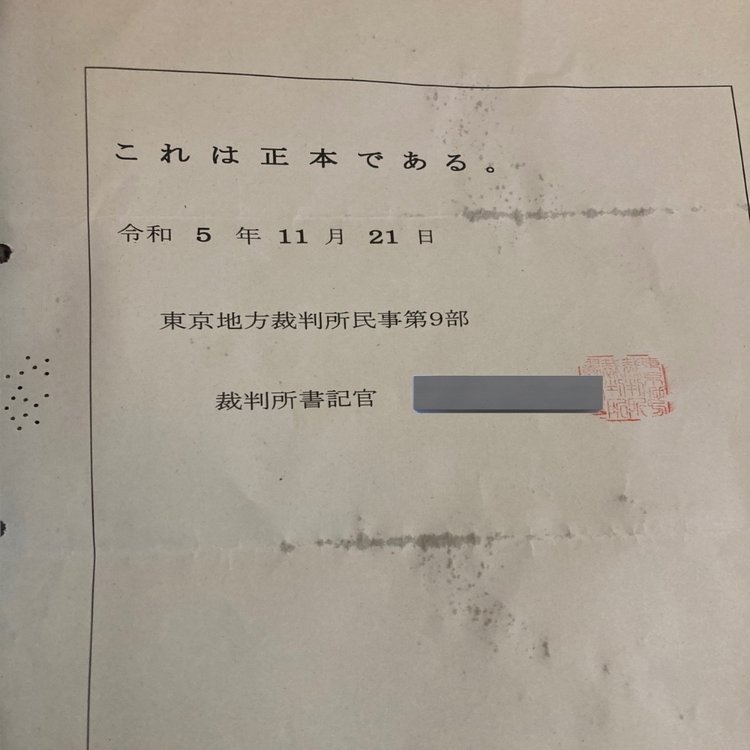 これは正本である。
令和 5 年 11 月 21 日
東京地方裁判所民事第9部
裁判所書記官